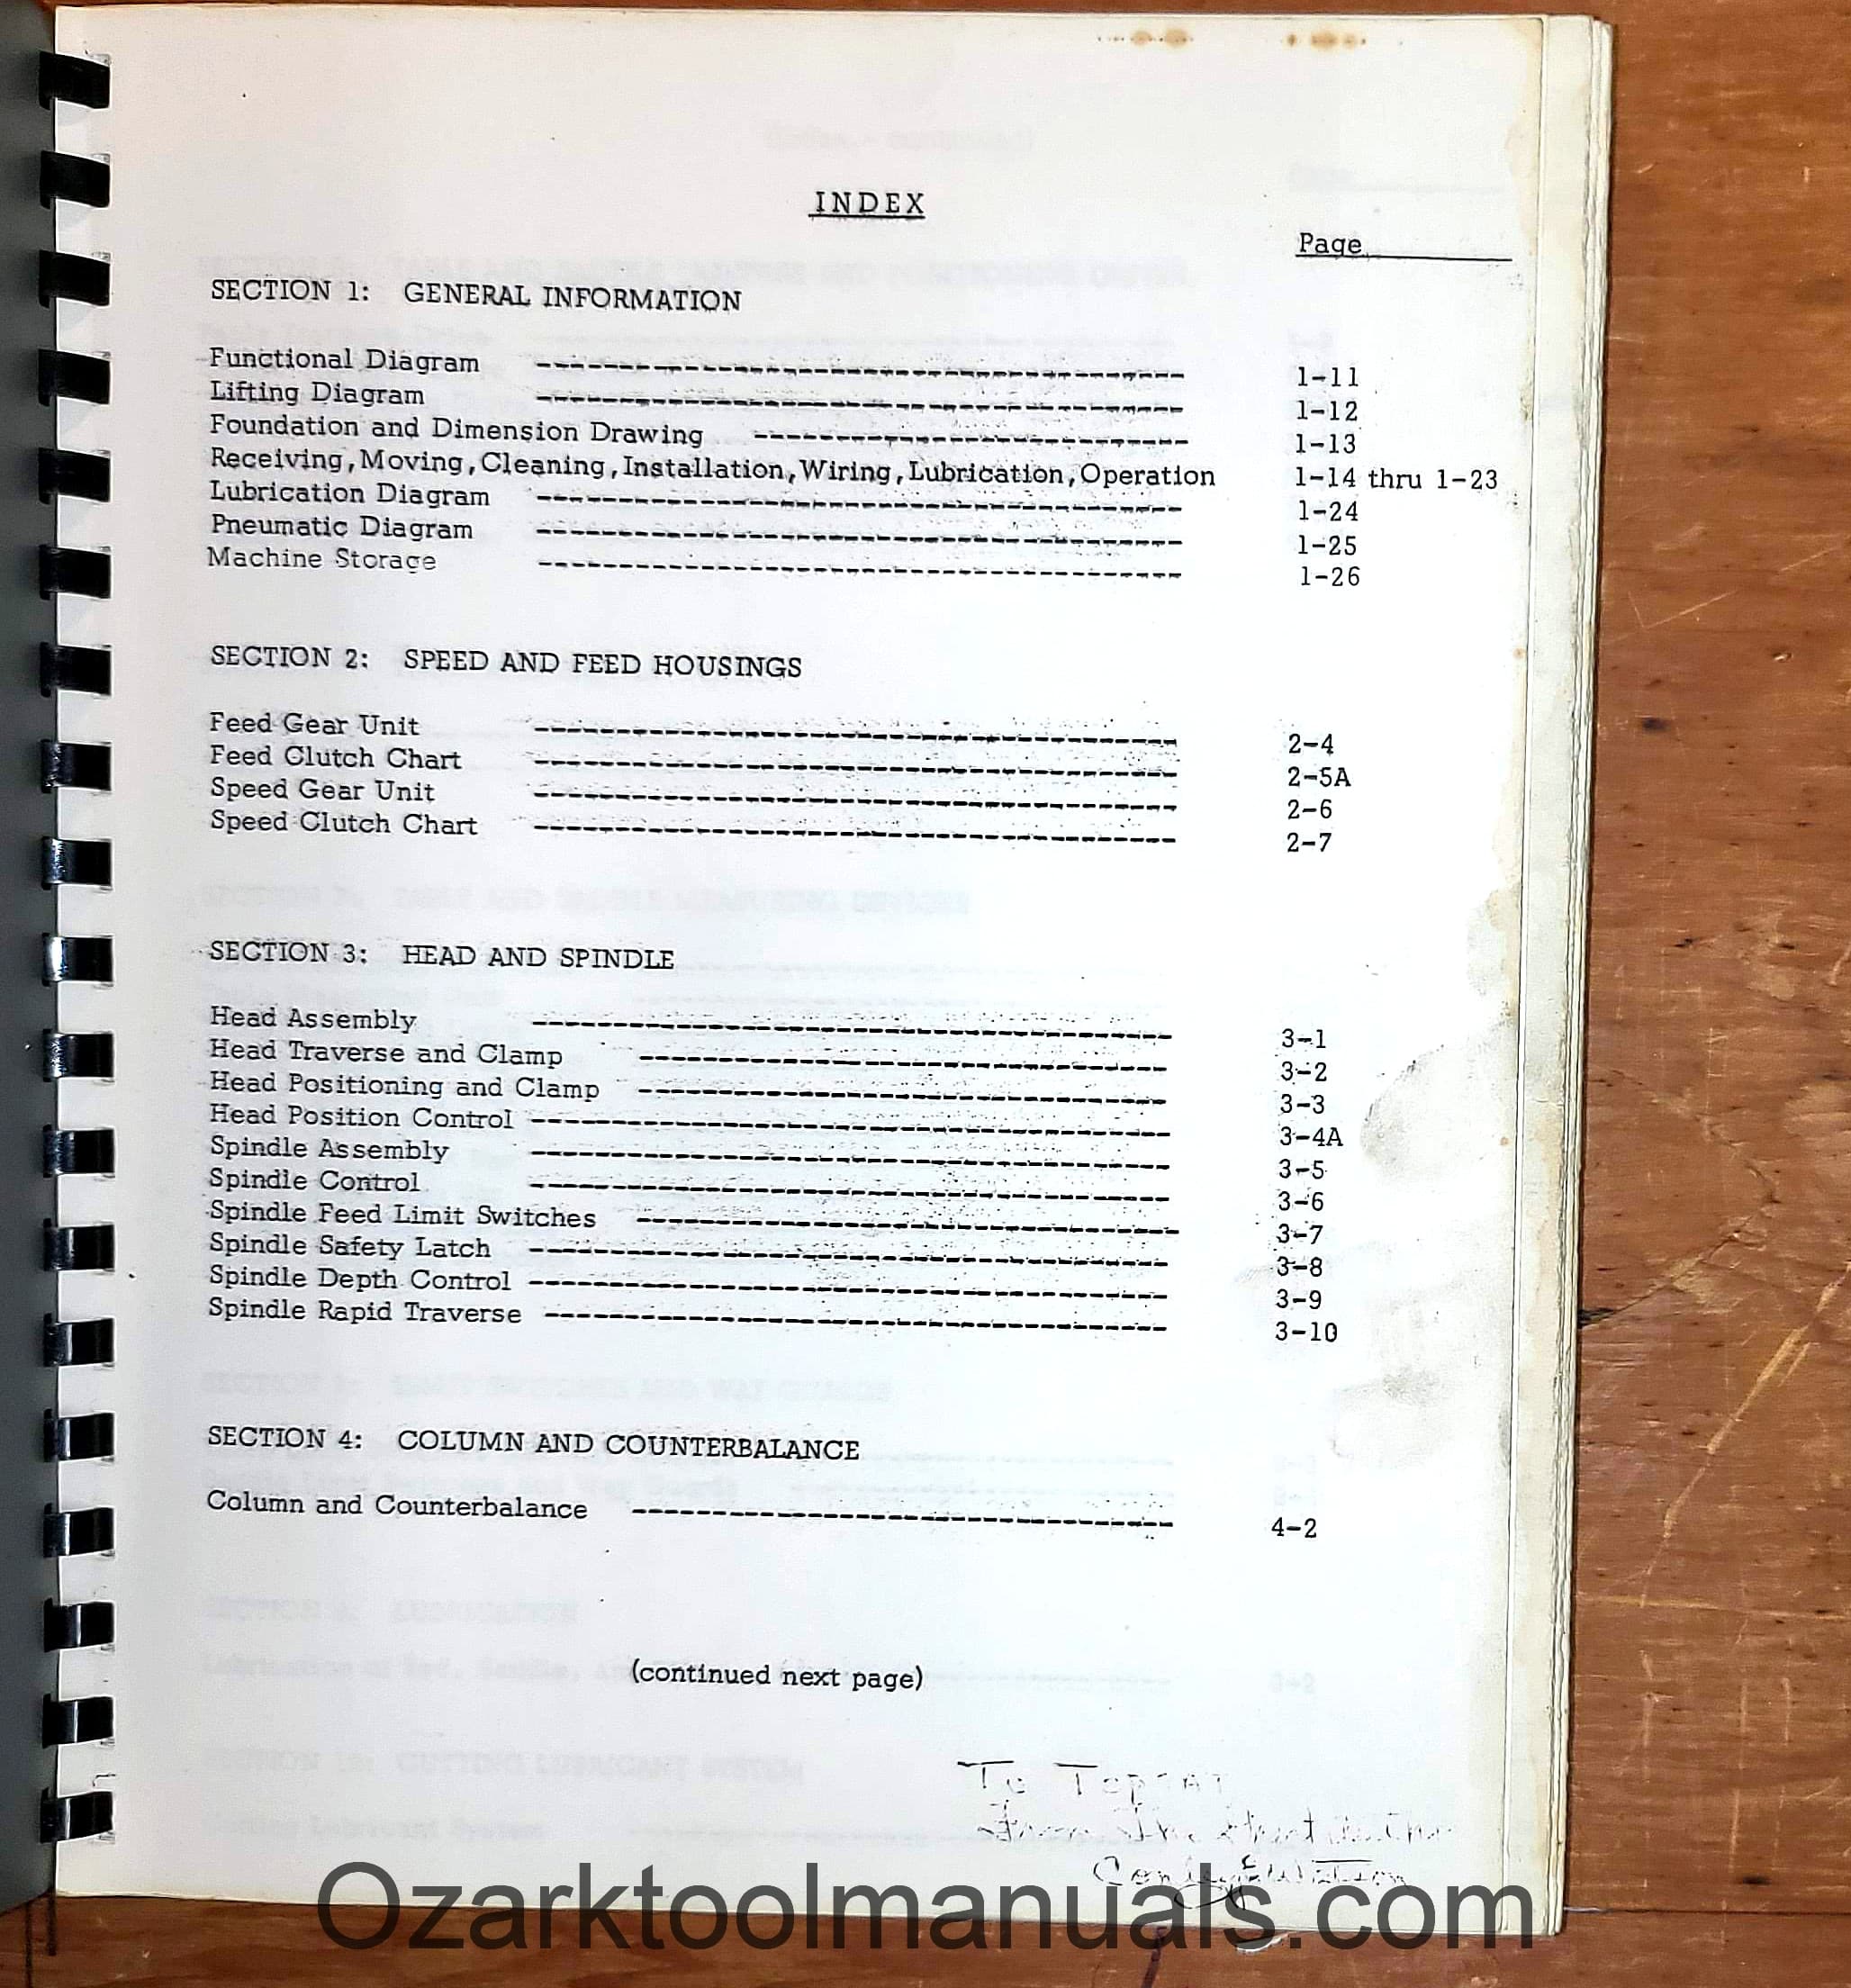 INDEX
Page
SECTION 1: GENERAL INFORMATION
Functional Diagram ---------------------------------------- 1-11
Lifting Diagram ---------------------------------------- 1-12
Foundation and Dimension Drawing --------------------------- 1-13
Receiving, Moving, Cleaning, Installation, Wiring, Lubrication, Operation 1-14 thru 1-23
Lubrication Diagram ---------------------------------------- 1-24
Pneumatic Diagram ---------------------------------------- 1-25
Machine Storage ---------------------------------------- 1-26
SECTION 2: SPEED AND FEED HOUSINGS
Feed Gear Unit ---------------------------------------- 2-4
Feed Clutch Chart ---------------------------------------- 2-5A
Speed Gear Unit ---------------------------------------- 2-6
Speed Clutch Chart ---------------------------------------- 2-7
SECTION 3: HEAD AND SPINDLE
Head Assembly ---------------------------------------- 3-1
Head Traverse and Clamp --------------------------------- 3-2
Head Positioning and Clamp --------------------------------- 3-3
Head Position Control ---------------------------------------- 3-4A
Spindle Assembly ---------------------------------------- 3-5
Spindle Control ---------------------------------------- 3-6
Spindle Feed Limit Switches ---------------------------------- 3-7
Spindle Safety Latch ---------------------------------------- 3-8
Spindle Depth Control ---------------------------------------- 3-9
Spindle Rapid Traverse --------------------------------------- 3-10
SECTION 4: COLUMN AND COUNTERBALANCE
Column and Counterbalance ---------------------------------- 4-2
(continued next page)
To
Ozarktoolmanuals.com